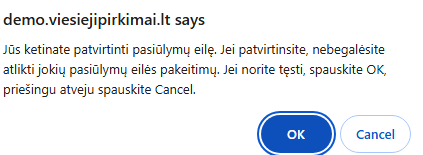 demo.viesiejipirkimai.lt says
Jūs ketinate patvirtinti pasiūlymų eilę. Jei patvirtinsite, nebegalėsite
atlikti jokių pasiūlymų eilės pakeitimų. Jei norite tęsti, spauskite OK,
priešingu atveju spauskite Cancel.
OK Cancel